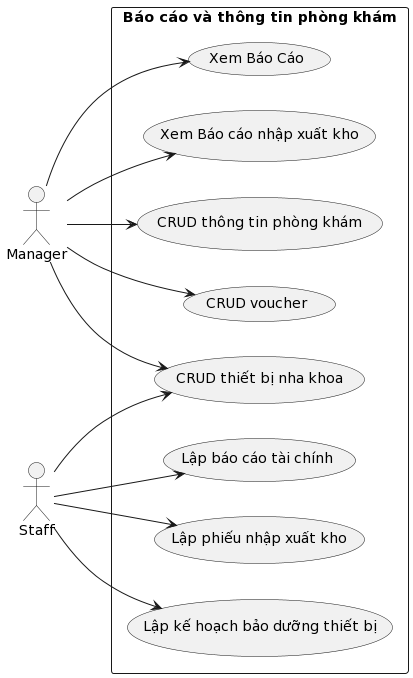 Báo cáo và thông tin phòng khám
Xem Báo Cáo
Xem Báo cáo nhập xuất kho
Manager
CRUD thông tin phòng khám
CRUD voucher
CRUD thiết bị nha khoa
Lập báo cáo tài chính
Staff
Lập phiếu nhập xuất kho
Lập kế hoạch bảo dưỡng thiết bị